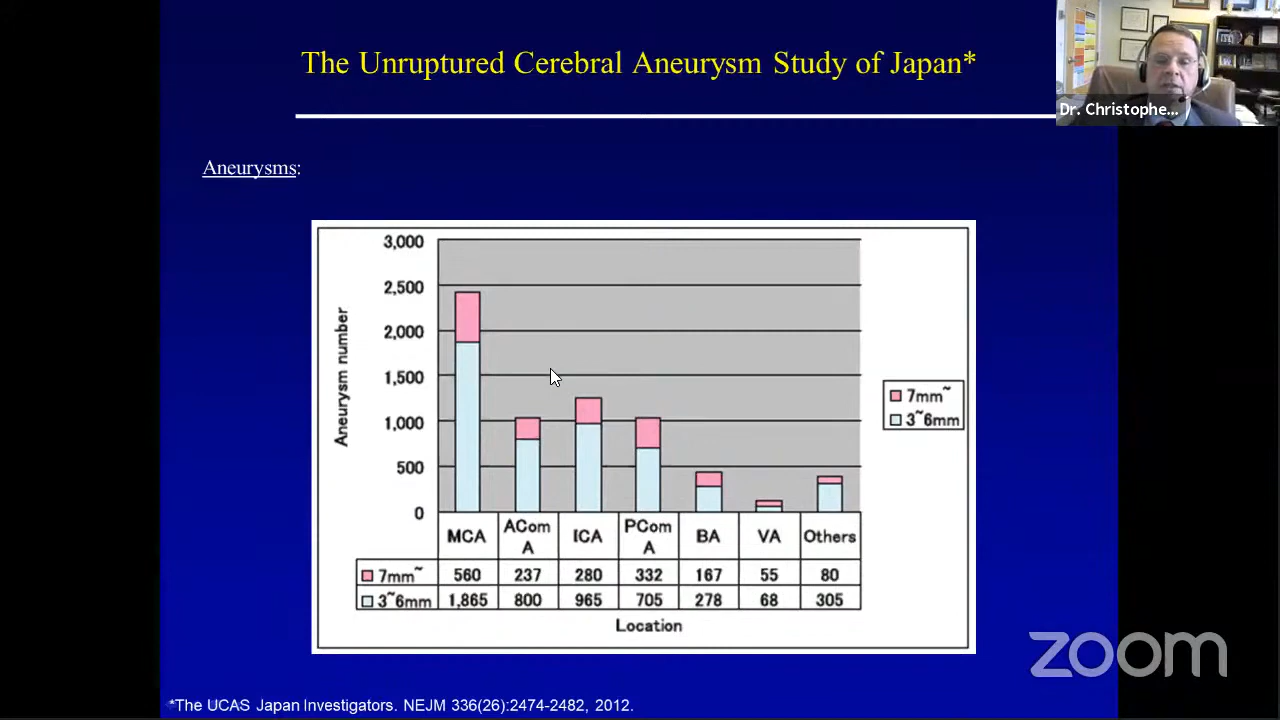 The Unruptured Cerebral Aneurysm Study of Japan*
Dr. Christophe...
Aneurysms:
3,000
2,500
2,000
1,500
1,000
500
0
Aneurysm number
7mm~
3~6mm
MCA ACom A ICA PCom A BA VA Others
7mm~ 560 237 280 332 167 55 80
3~6mm 1,865 800 965 705 278 68 305
Location
zoom
*The UCAS Japan Investigators. NEJM 336(26):2474-2482, 2012.